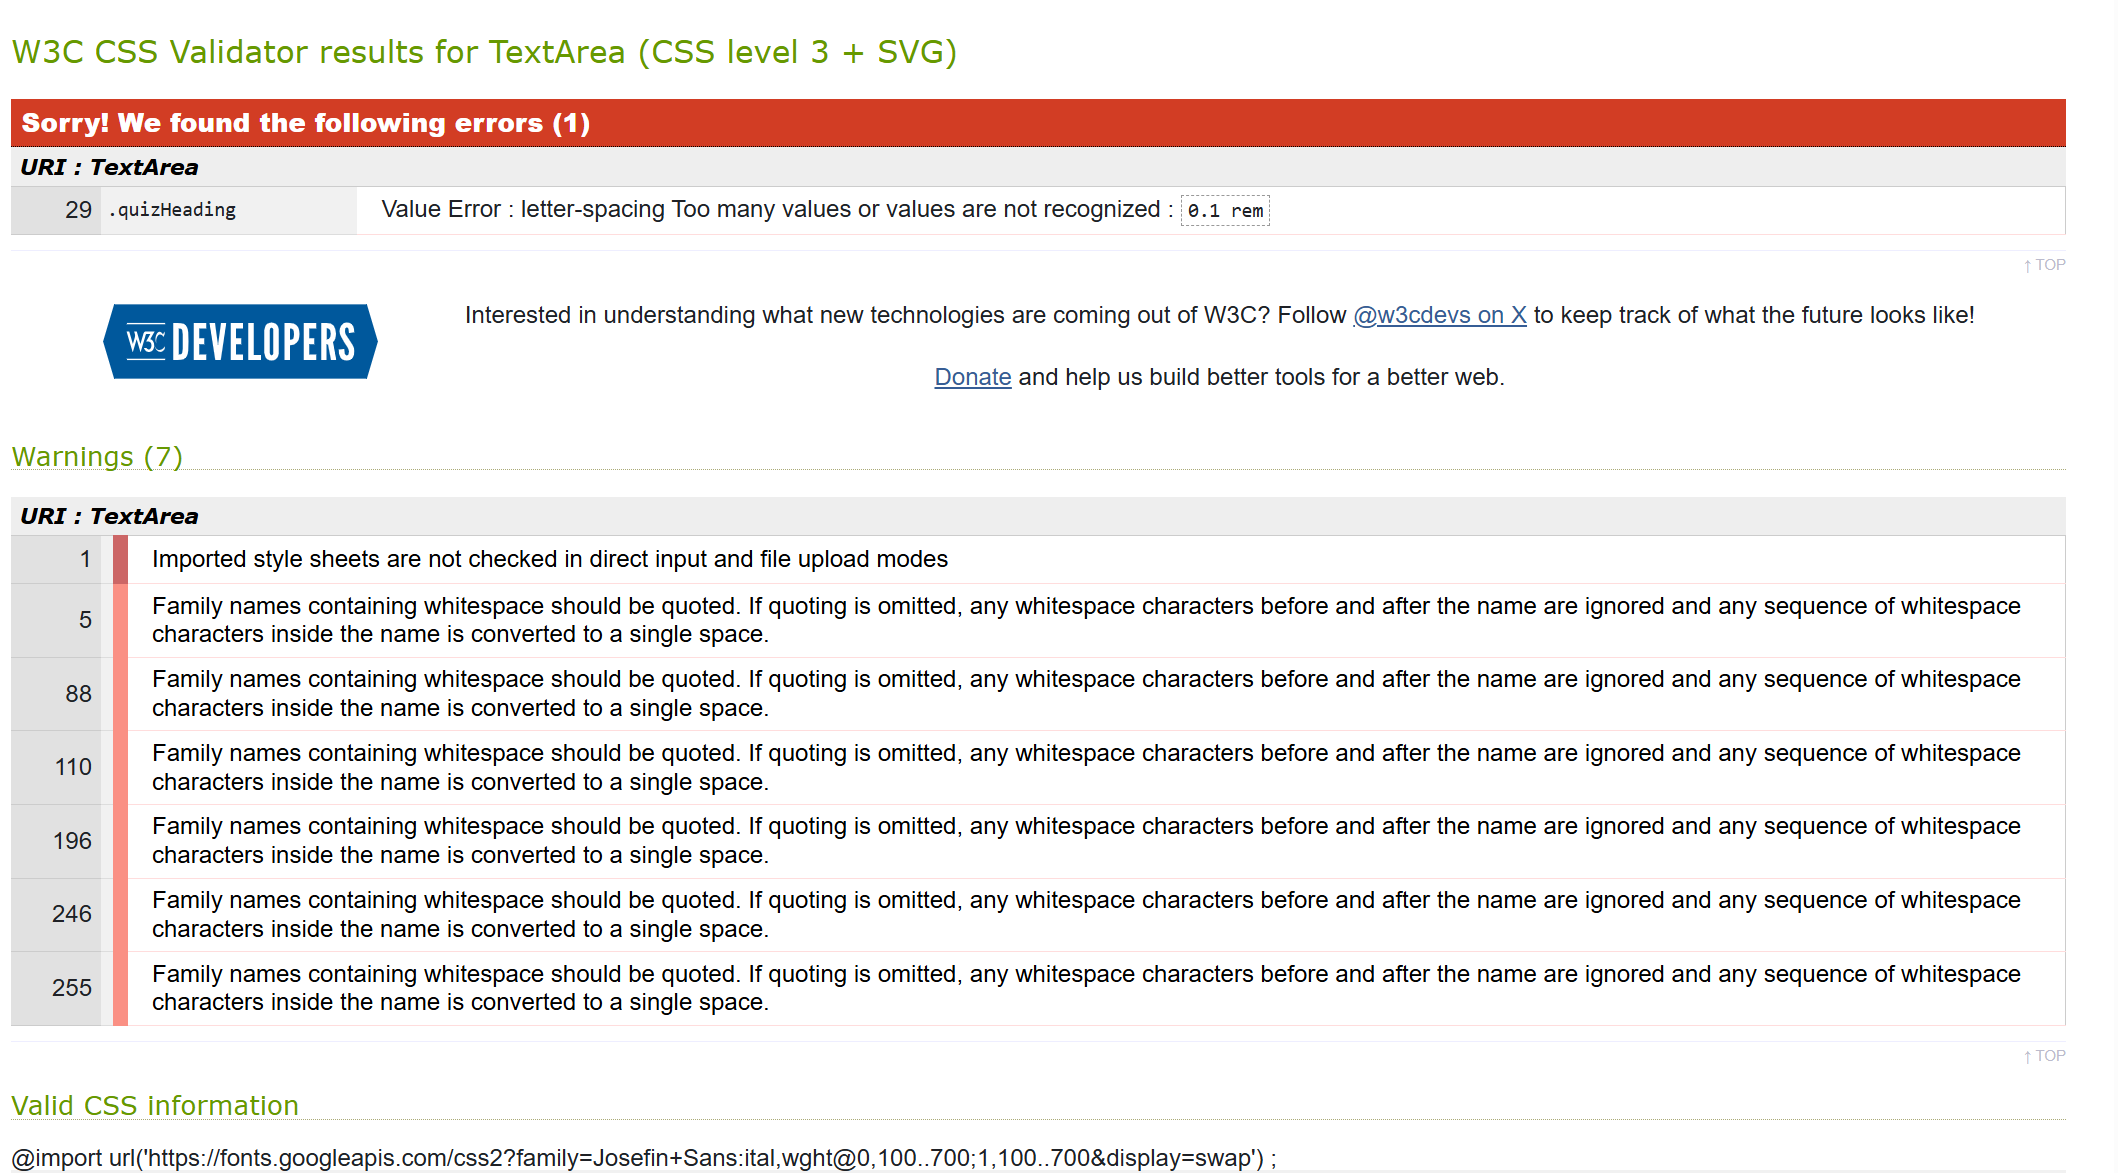 W3C CSS Validator results for TextArea (CSS level 3 + SVG)
Sorry! We found the following errors (1)
URI : TextArea
29 .quizHeading Value Error : letter-spacing Too many values or values are not recognized : 0.1 rem
↑ TOP
W3C DEVELOPERS
Interested in understanding what new technologies are coming out of W3C? Follow @w3cdevs on X to keep track of what the future looks like!
Donate and help us build better tools for a better web.
Warnings (7)
URI : TextArea
1 Imported style sheets are not checked in direct input and file upload modes
5 Family names containing whitespace should be quoted. If quoting is omitted, any whitespace characters before and after the name are ignored and any sequence of whitespace
characters inside the name is converted to a single space.
88 Family names containing whitespace should be quoted. If quoting is omitted, any whitespace characters before and after the name are ignored and any sequence of whitespace
characters inside the name is converted to a single space.
110 Family names containing whitespace should be quoted. If quoting is omitted, any whitespace characters before and after the name are ignored and any sequence of whitespace
characters inside the name is converted to a single space.
196 Family names containing whitespace should be quoted. If quoting is omitted, any whitespace characters before and after the name are ignored and any sequence of whitespace
characters inside the name is converted to a single space.
246 Family names containing whitespace should be quoted. If quoting is omitted, any whitespace characters before and after the name are ignored and any sequence of whitespace
characters inside the name is converted to a single space.
255 Family names containing whitespace should be quoted. If quoting is omitted, any whitespace characters before and after the name are ignored and any sequence of whitespace
characters inside the name is converted to a single space.
↑ TOP
Valid CSS information
@import url('https://fonts.googleapis.com/css2?family=Josefin+Sans:ital,wght@0,100..700;1,100..700&display=swap') ;